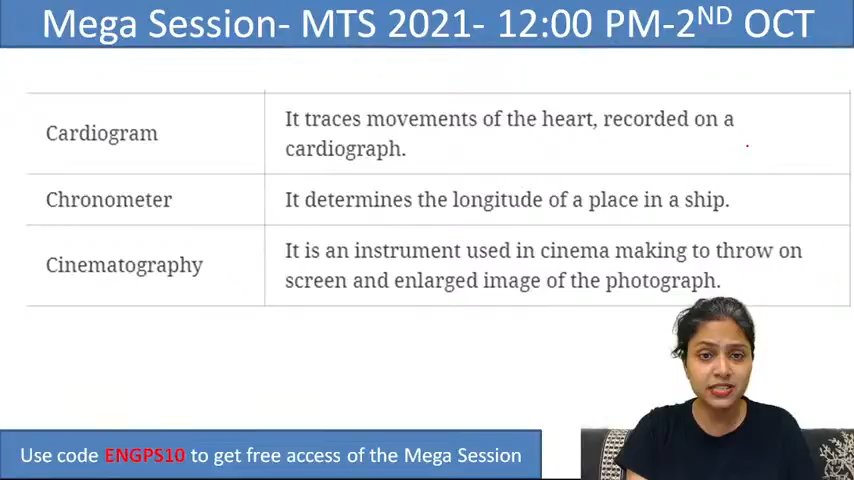 Mega Session- MTS 2021- 12:00 PM-2ND OCT
Cardiogram
It traces movements of the heart, recorded on a
cardiograph.
Chronometer
It determines the longitude of a place in a ship.
Cinematography
It is an instrument used in cinema making to throw on
screen and enlarged image of the photograph.
Use code ENGPS10 to get free access of the Mega Session